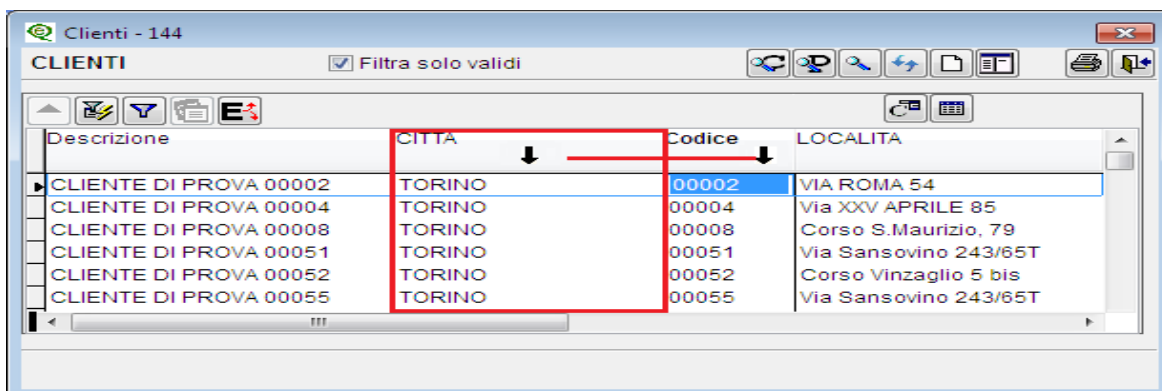 Clienti - 144
CLIENTI Filtra solo validi
Descrizione CITTA Codice LOCALITA
CLIENTE DI PROVA 00002 TORINO 00002 VIA ROMA 54
CLIENTE DI PROVA 00004 TORINO 00004 Via XXV APRILE 85
CLIENTE DI PROVA 00008 TORINO 00008 Corso S.Maurizio, 79
CLIENTE DI PROVA 00051 TORINO 00051 Via Sansovino 243/65T
CLIENTE DI PROVA 00052 TORINO 00052 Corso Vinzaglio 5 bis
CLIENTE DI PROVA 00055 TORINO 00055 Via Sansovino 243/65T